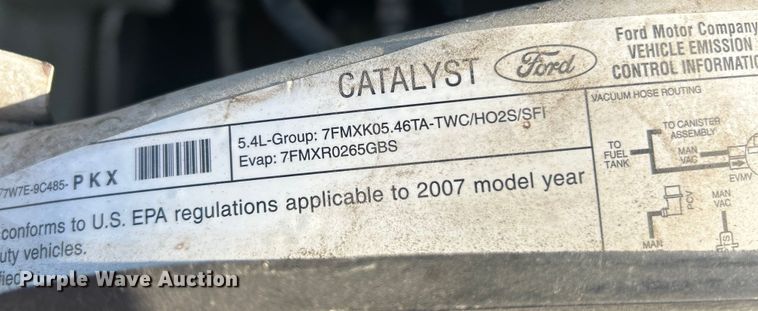 CATALYST
Ford
Ford Motor Company
VEHICLE EMISSION
CONTROL INFORMATIO
5.4L-Group: 7FMXK05.46TA-TWC/HO2S/SFI
Evap: 7FMXR0265GBS
77W7E-9C485- PKX
conforms to U.S. EPA regulations applicable to 2007 model year
uty vehicles.
VACUUM HOSE ROUTING
TO CANISTER
ASSEMBLY
TO
FUEL
TANK
MAN
VAC
EVMV
PCV
MAN
VAC
MAN
Purple Wave Auction